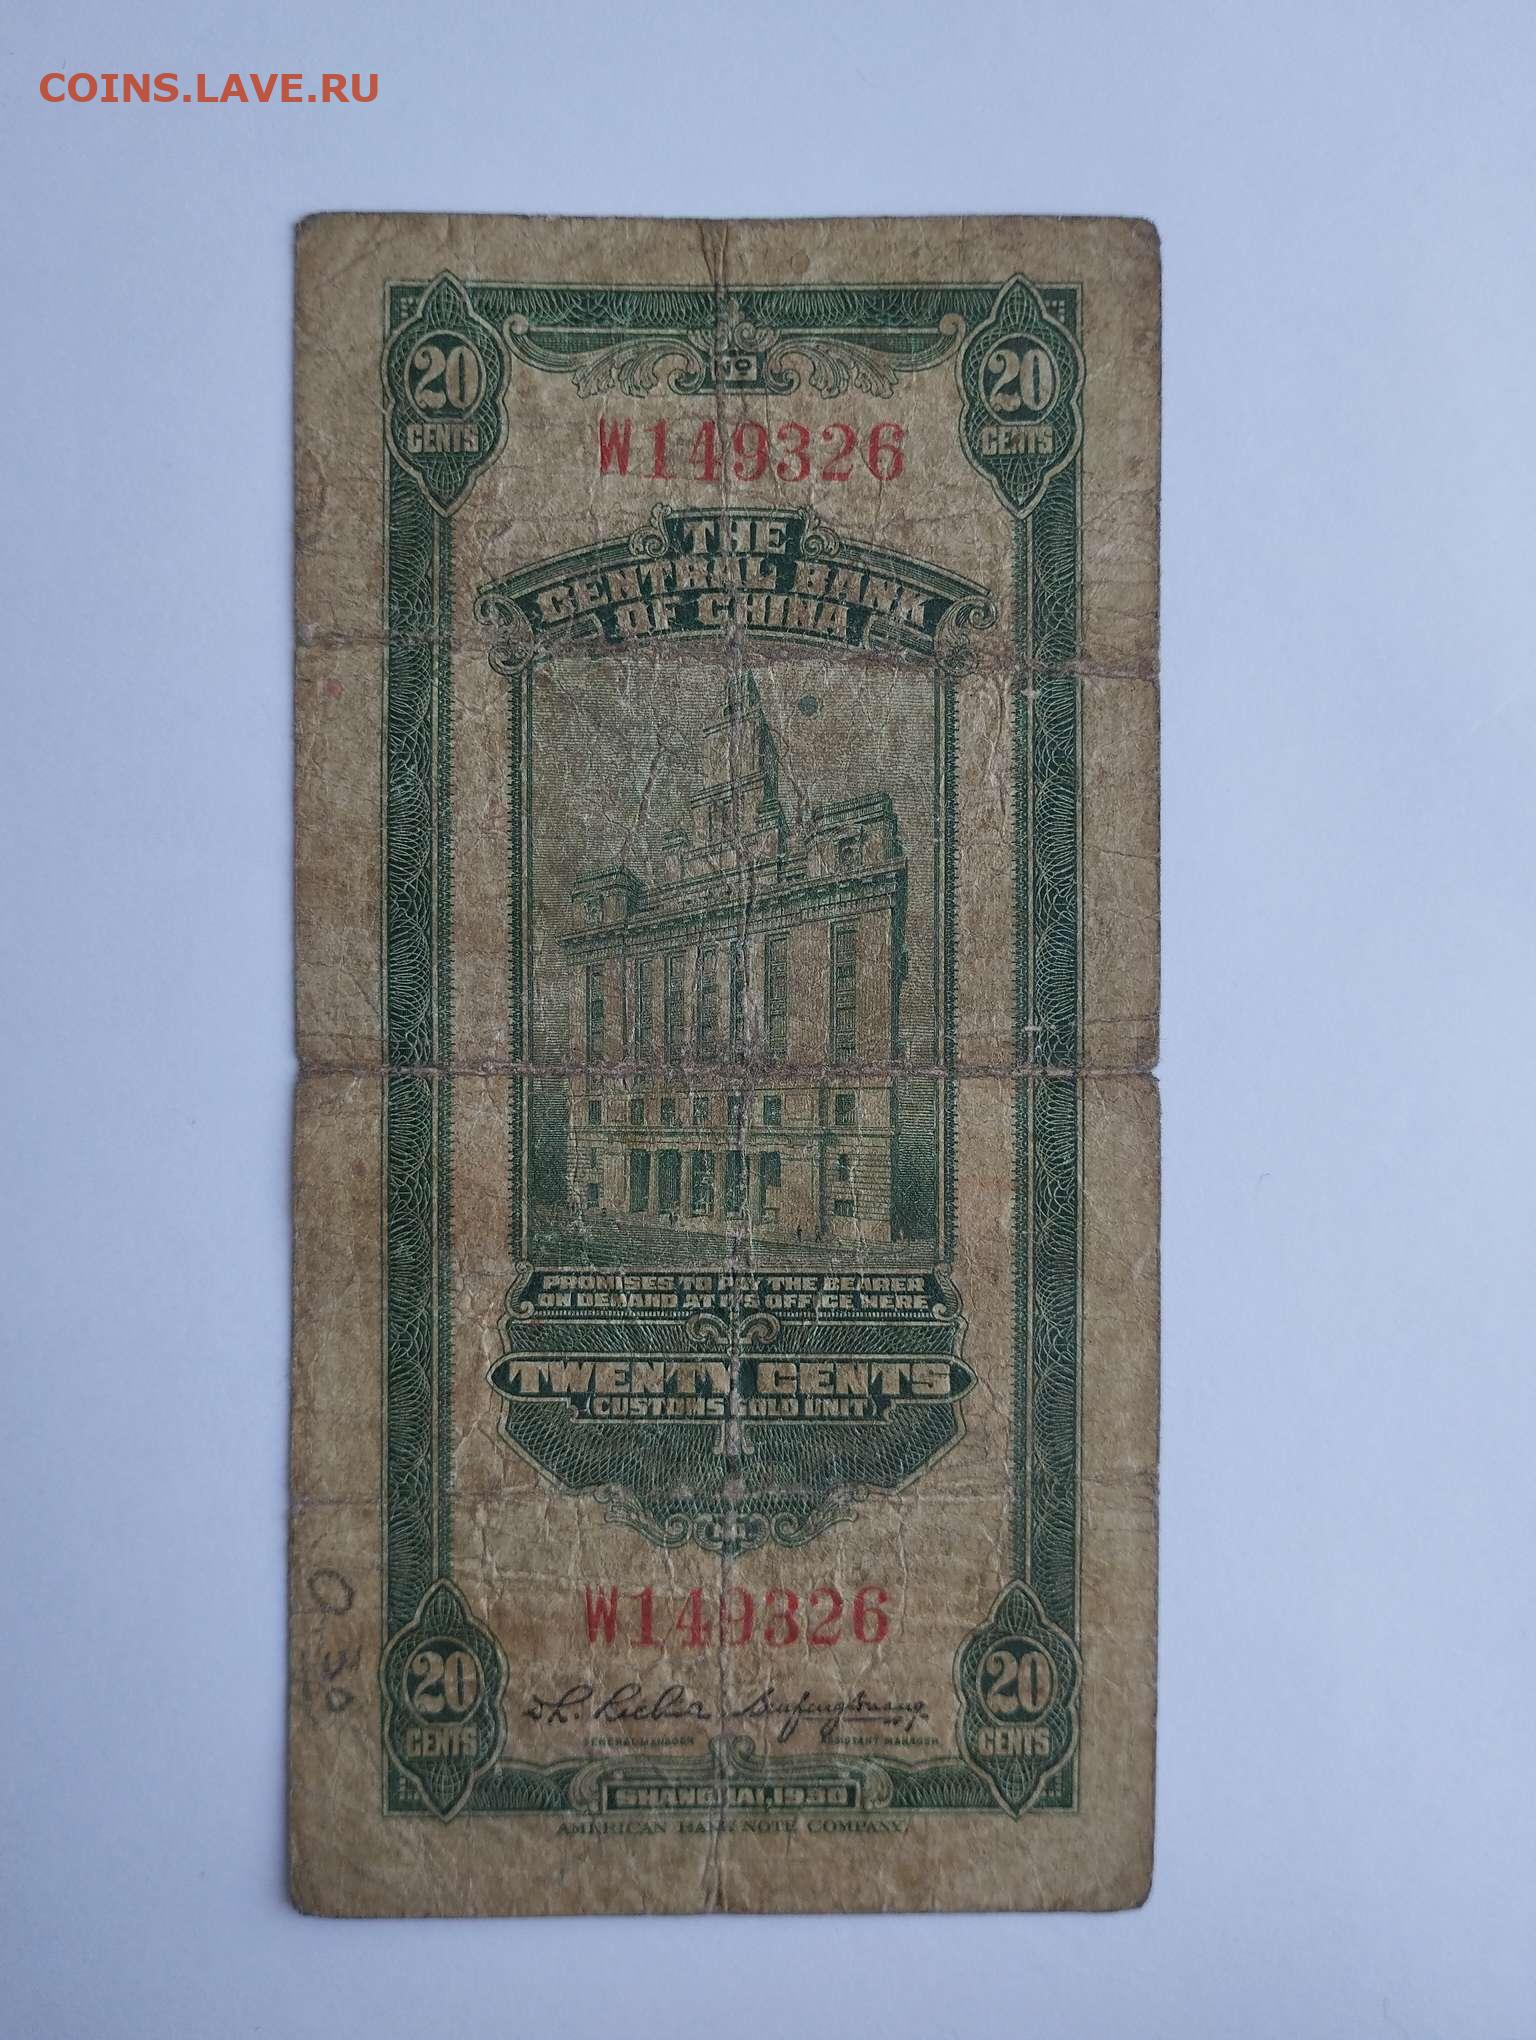 COINS.LAVE.RU
20 20
CENTS CENTS
No
W149326
THE
CENTRAL BANK
OF CHINA
PROMISES TO PAY THE BEARER
ON DEMAND AT ITS OFFICE HERE
TWENTY CENTS
(CUSTOMS GOLD UNIT)
W149326
20 20
CENTS CENTS
GENERAL MANAGER ASSISTANT MANAGER
SHANGHAI, 1930
AMERICAN BANK NOTE COMPANY.